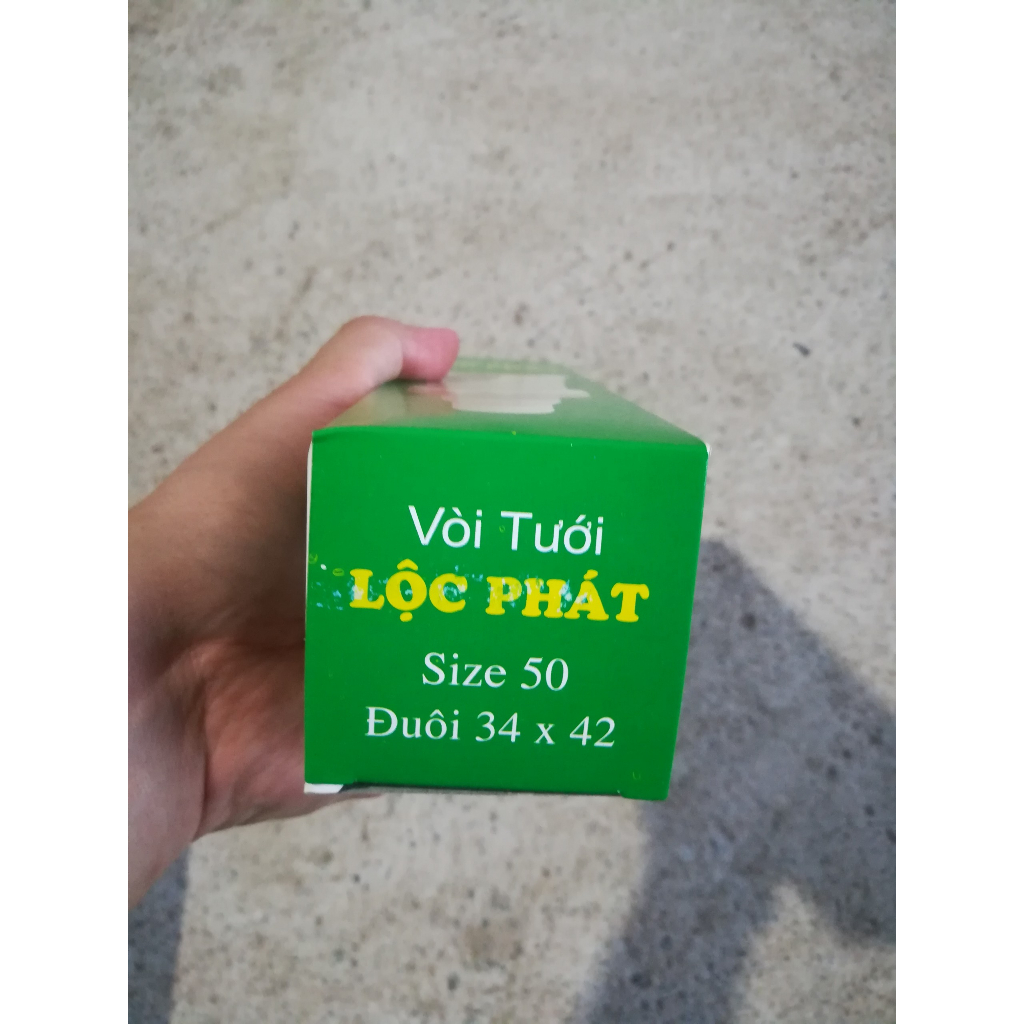 Vòi Tưới
LỘC PHÁT
Size 50
Đuôi 34 x 42